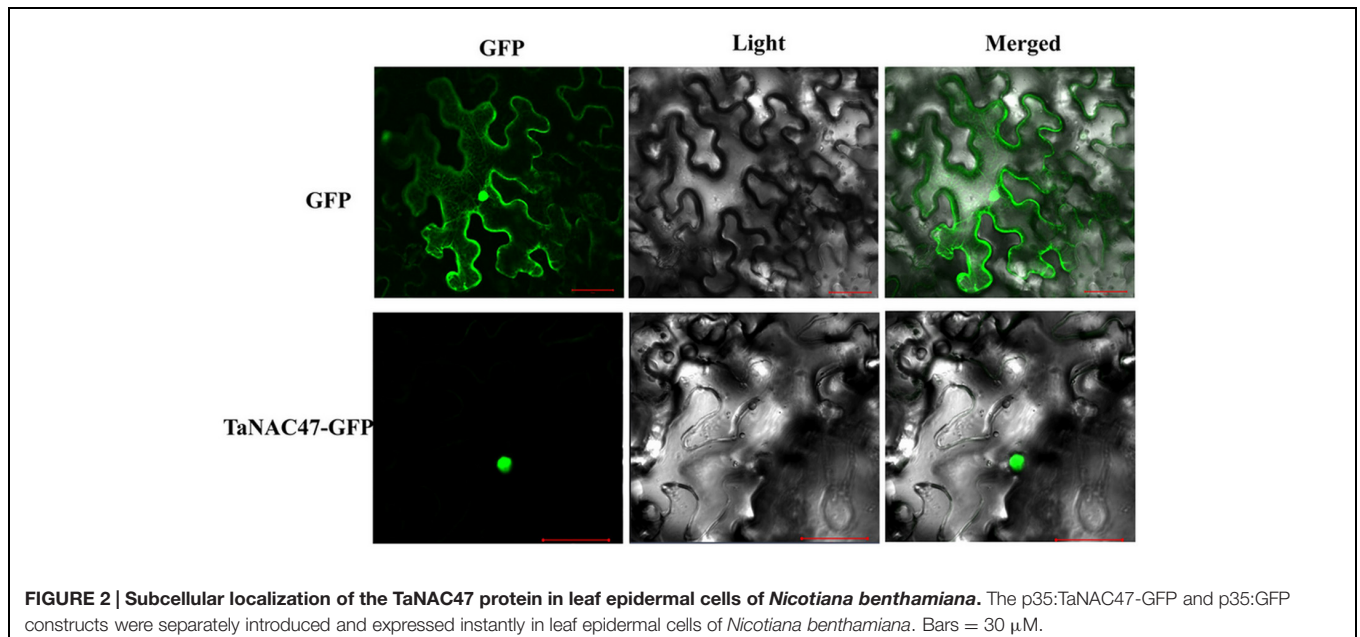 GFP Light Merged
GFP
TaNAC47-GFP
FIGURE 2 | Subcellular localization of the TaNAC47 protein in leaf epidermal cells of Nicotiana benthamiana. The p35:TaNAC47-GFP and p35:GFP
constructs were separately introduced and expressed instantly in leaf epidermal cells of Nicotiana benthamiana. Bars = 30 μM.